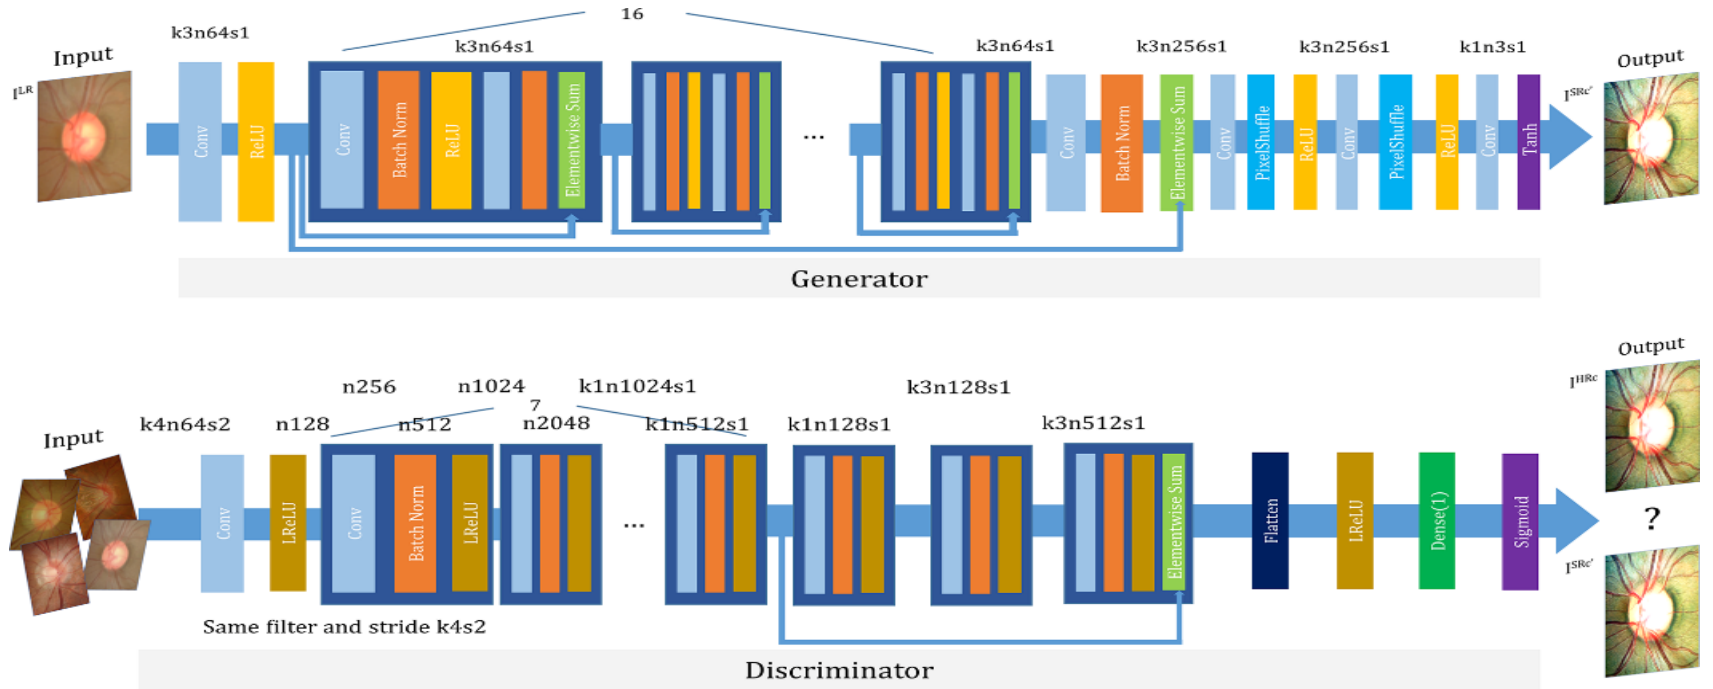 16
k3n64s1
k3n64s1
k3n64s1
k3n256s1
k3n256s1
k1n3s1
Input
Output
I^LR
I^SRc'
Conv
ReLU
Conv
Batch Norm
ReLU
Elementwise Sum
...
Conv
Batch Norm
Elementwise Sum
Conv
PixelShuffle
ReLU
Conv
PixelShuffle
ReLU
Conv
Tanh
Generator
Output
I^HRc
n256
n1024
k1n1024s1
k3n128s1
7
k4n64s2
n128
n512
n2048
k1n512s1
k1n128s1
k3n512s1
Input
Conv
LReLU
Conv
Batch Norm
LReLU
...
Elementwise Sum
Flatten
LReLU
Dense(1)
Sigmoid
?
I^SRc'
Same filter and stride k4s2
Discriminator